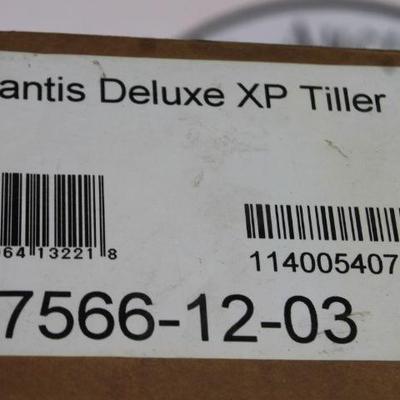 antis Deluxe XP Tiller
64 13221 8
114005407
7566-12-03